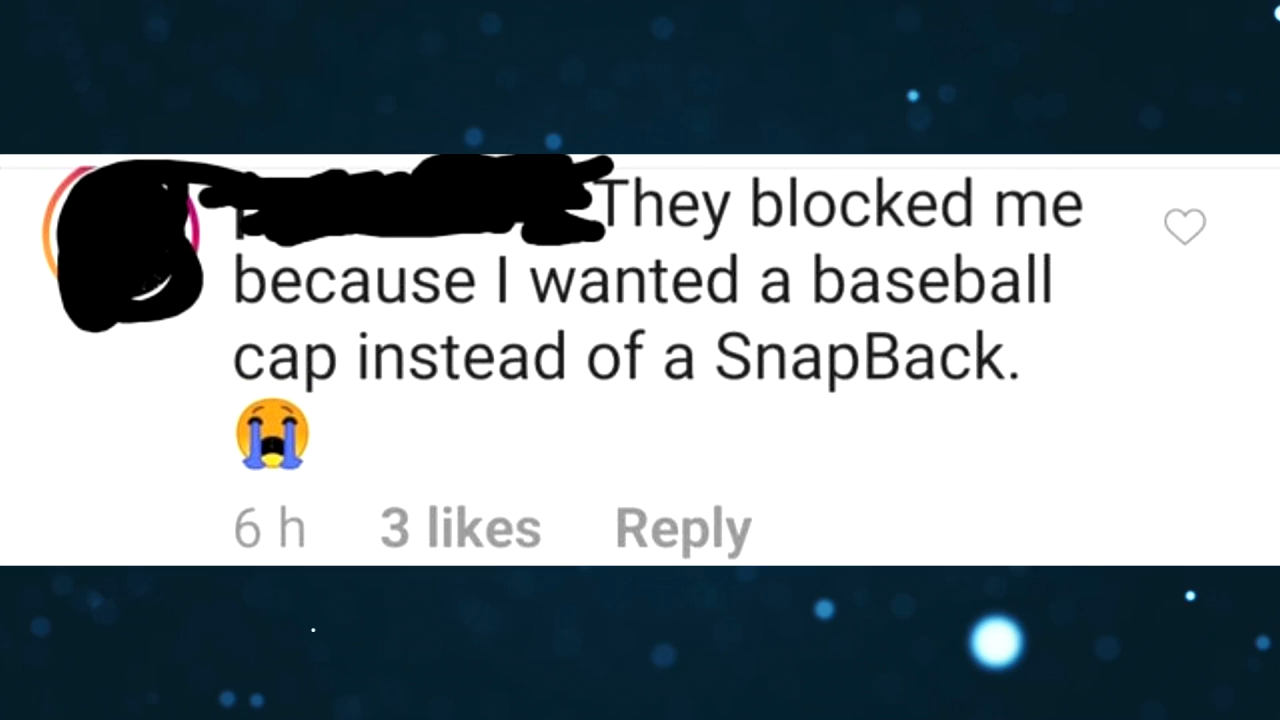 They blocked me
because I wanted a baseball
cap instead of a SnapBack.
😭
6 h 3 likes Reply